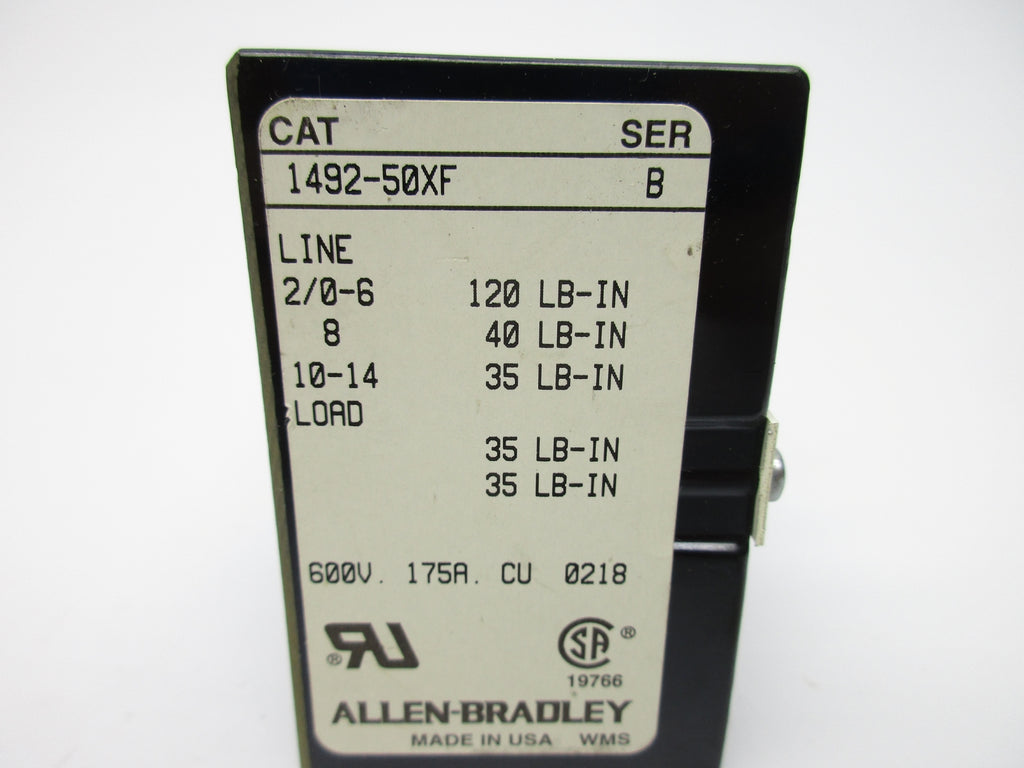 CAT SER
1492-50XF B
LINE
2/0-6 120 LB-IN
8 40 LB-IN
10-14 35 LB-IN
LOAD
35 LB-IN
35 LB-IN
600V. 175A. CU 0218
RU® SA®
19766
ALLEN-BRADLEY
MADE IN USA WMS